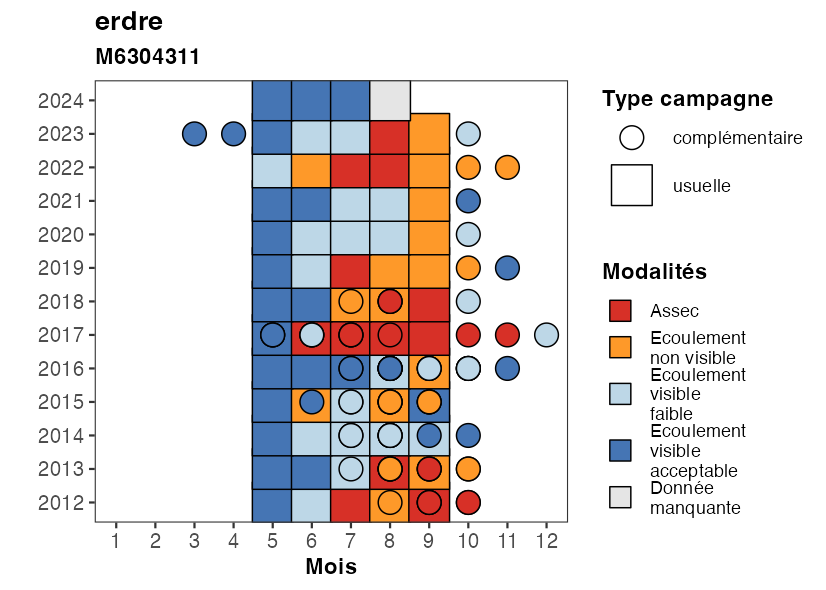 erdre
M6304311
2024
2023
2022
2021
2020
2019
2018
2017
2016
2015
2014
2013
2012
1 2 3 4 5 6 7 8 9 10 11 12
Mois
Type campagne
complémentaire
usuelle
Modalités
Assec
Ecoulement
non visible
Ecoulement
visible
faible
Ecoulement
visible
acceptable
Donnée
manquante